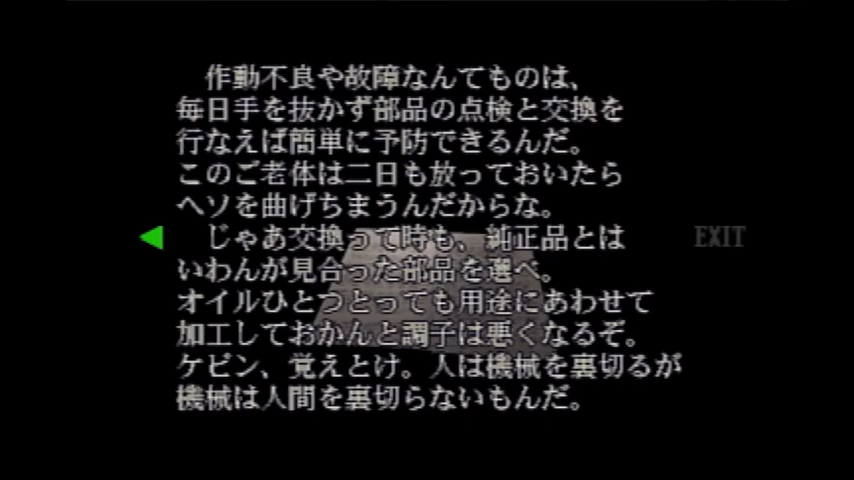 作動不良や故障なんてものは、
毎日手を抜かず部品の点検と交換を
行なえば簡単に予防できるんだ。
このご老体は二日も放っておいたら
ヘソを曲げちまうんだからな。
じゃあ交換って時も、純正品とは
いわんが見合った部品を選べ。
オイルひとつとっても用途にあわせて
加工しておかんと調子は悪くなるぞ。
ケビン、覚えとけ。人は機械を裏切るが
機械は人間を裏切らないもんだ。
EXIT